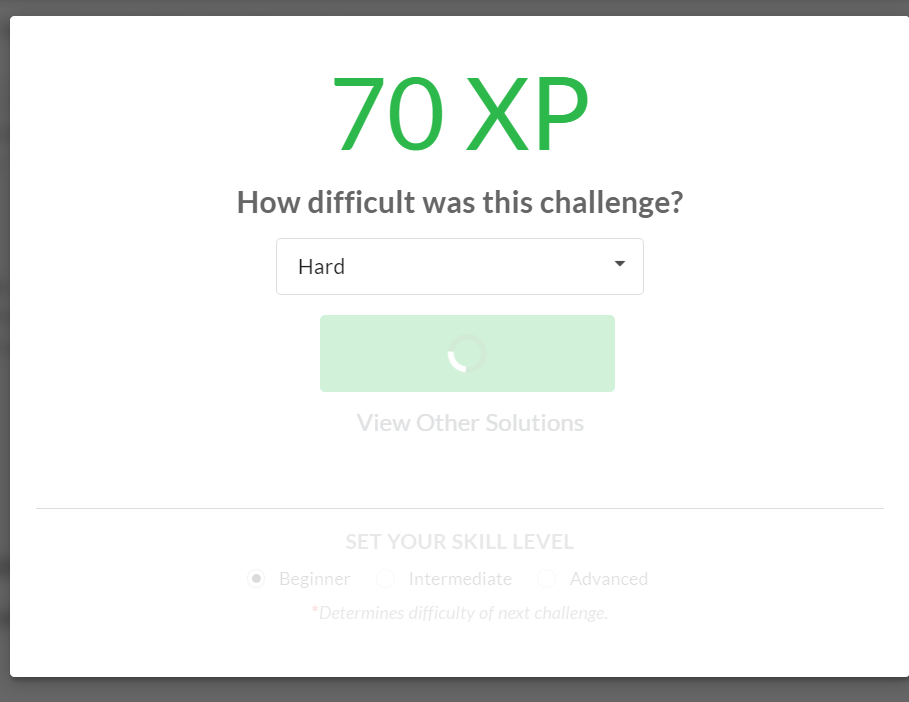 70 XP
How difficult was this challenge?
Hard
View Other Solutions
SET YOUR SKILL LEVEL
Beginner Intermediate Advanced
*Determines difficulty of next challenge.